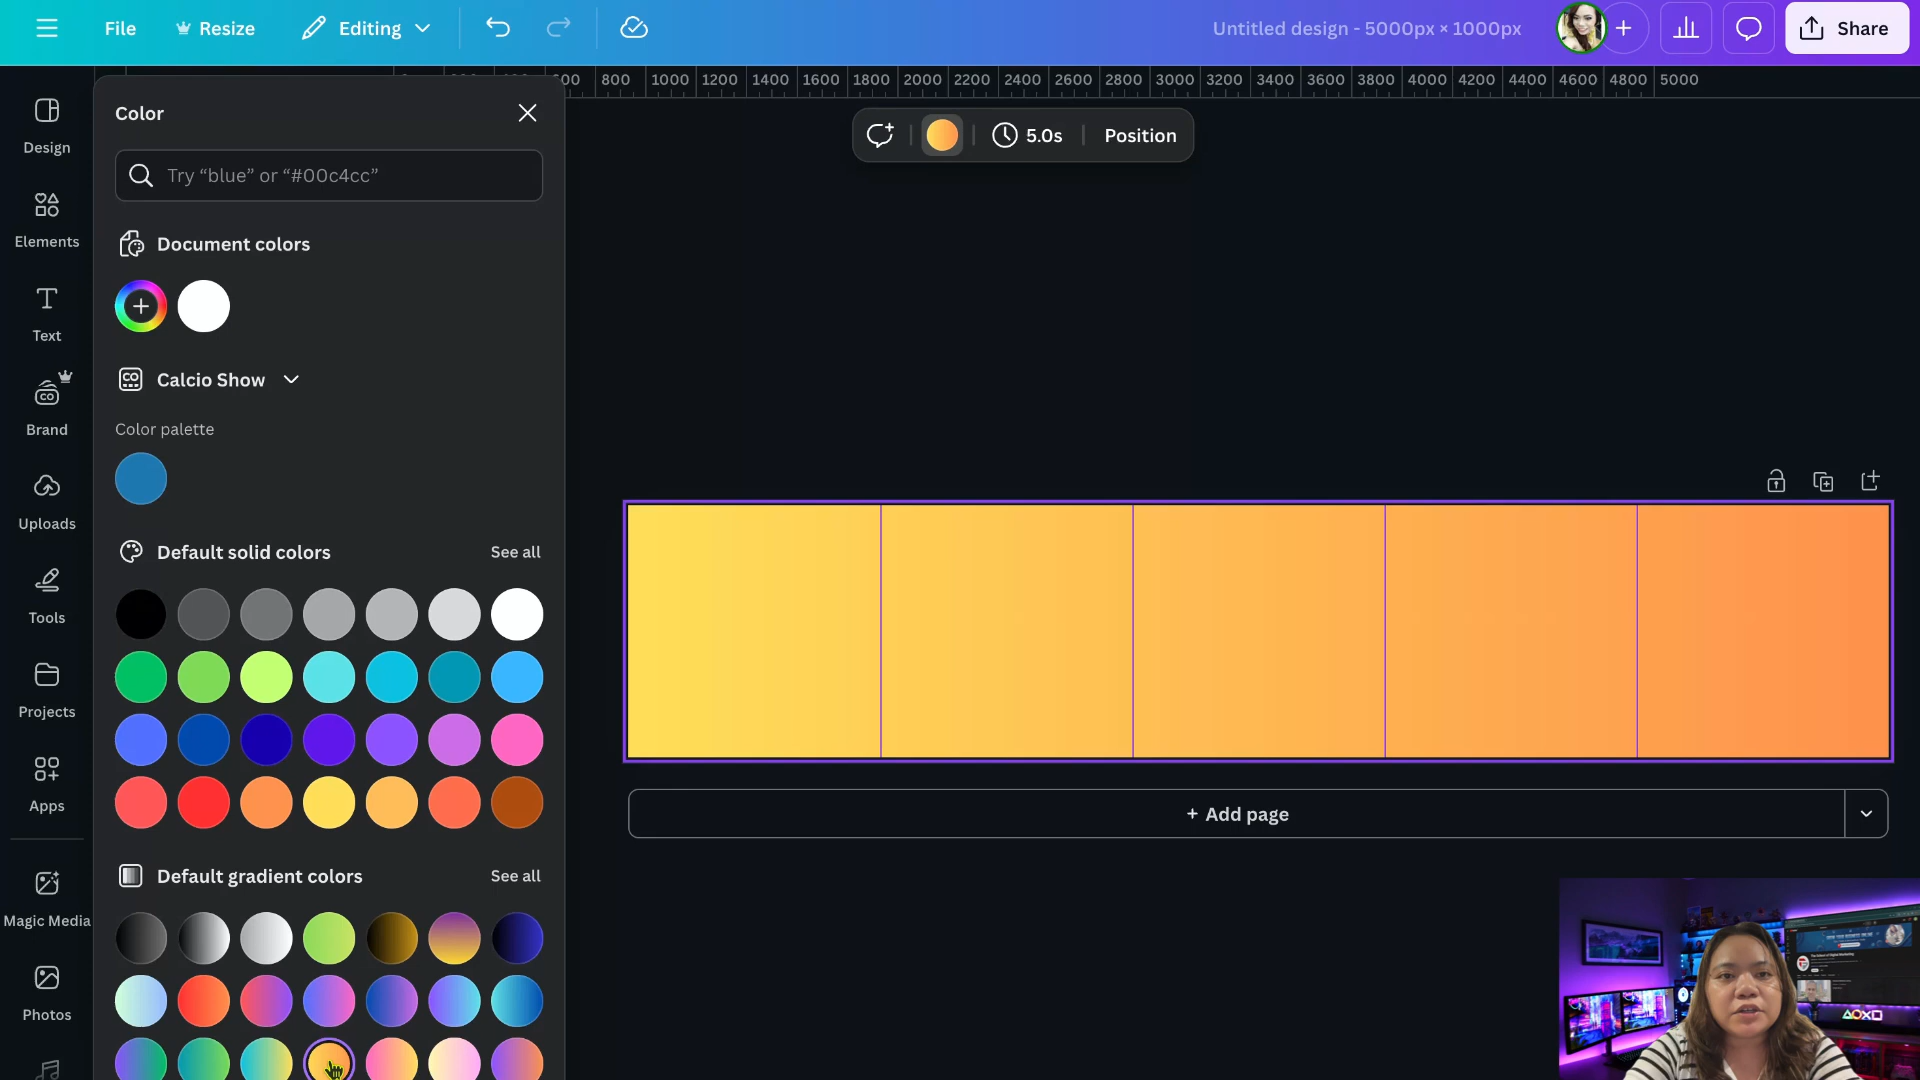 File
Resize
Editing
Untitled design - 5000px × 1000px
Share
600 800 1000 1200 1400 1600 1800 2000 2200 2400 2600 2800 3000 3200 3400 3600 3800 4000 4200 4400 4600 4800 5000
Design
Elements
Text
Brand
Uploads
Tools
Projects
Apps
Magic Media
Photos
Color
Try “blue” or “#00c4cc”
Document colors
Calcio Show
Color palette
Default solid colors
See all
Default gradient colors
See all
5.0s
Position
+ Add page